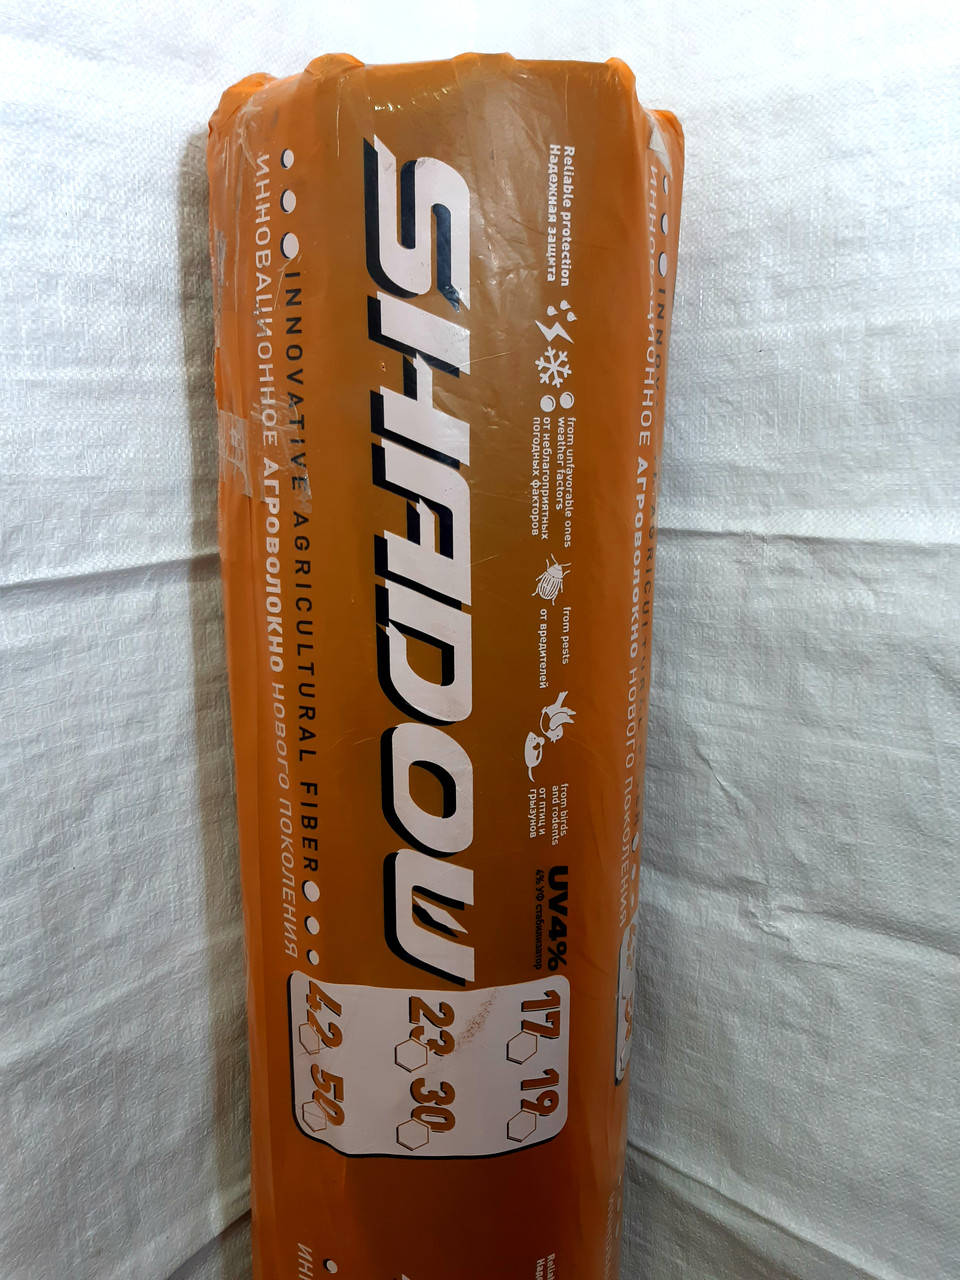 Reliable protection
Надежная защита
from unfavorable ones
weather factors
от неблагоприятных
погодных факторов
from pests
от вредителей
from birds
and rodents
от птиц и
грызунов
UV4%
4% УФ стабилизатор
SHADOW
INNOVATIVE AGRICULTURAL FIBER
ИННОВАЦИОННОЕ АГРОВОЛОКНО НОВОГО ПОКОЛЕНИЯ
17 19
23 30
42 50
ИННОВАЦИОННОЕ АГРОВОЛОКНО НОВОГО ПОКОЛЕНИЯ